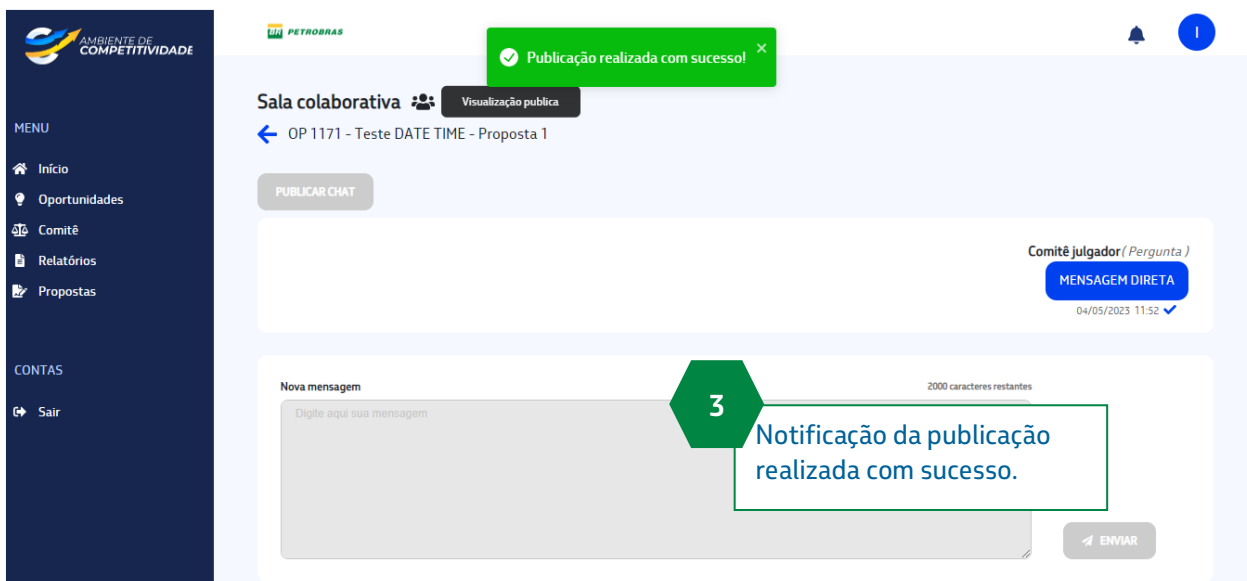 AMBIENTE DE
COMPETITIVIDADE
BR PETROBRAS
Publicação realizada com sucesso!
I
Sala colaborativa
Visualização publica
OP 1171 - Teste DATE TIME - Proposta 1
MENU
Início
Oportunidades
Comitê
Relatórios
Propostas
CONTAS
Sair
PUBLICAR CHAT
Comitê julgador ( Pergunta )
MENSAGEM DIRETA
04/05/2023 11:52
Nova mensagem
2000 caracteres restantes
Digite aqui sua mensagem
3
Notificação da publicação
realizada com sucesso.
ENVIAR